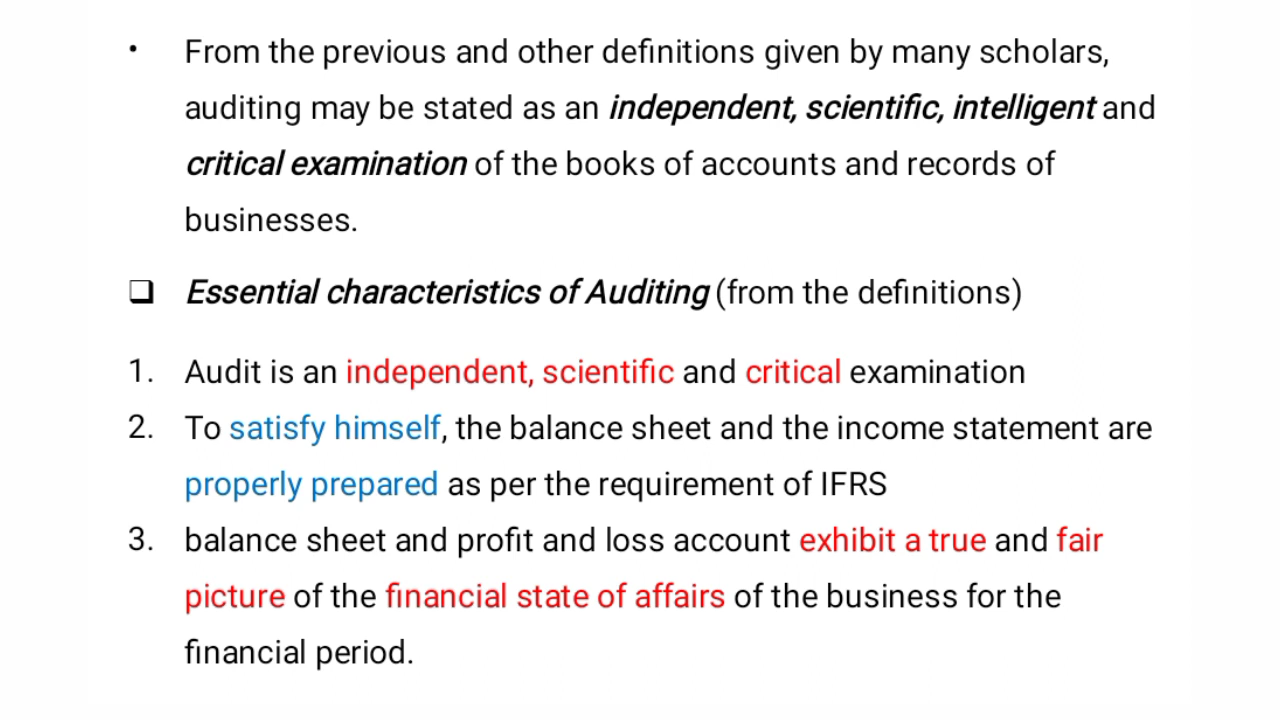 • From the previous and other definitions given by many scholars,
auditing may be stated as an independent, scientific, intelligent and
critical examination of the books of accounts and records of
businesses.
❑ Essential characteristics of Auditing (from the definitions)
1. Audit is an independent, scientific and critical examination
2. To satisfy himself, the balance sheet and the income statement are
properly prepared as per the requirement of IFRS
3. balance sheet and profit and loss account exhibit a true and fair
picture of the financial state of affairs of the business for the
financial period.